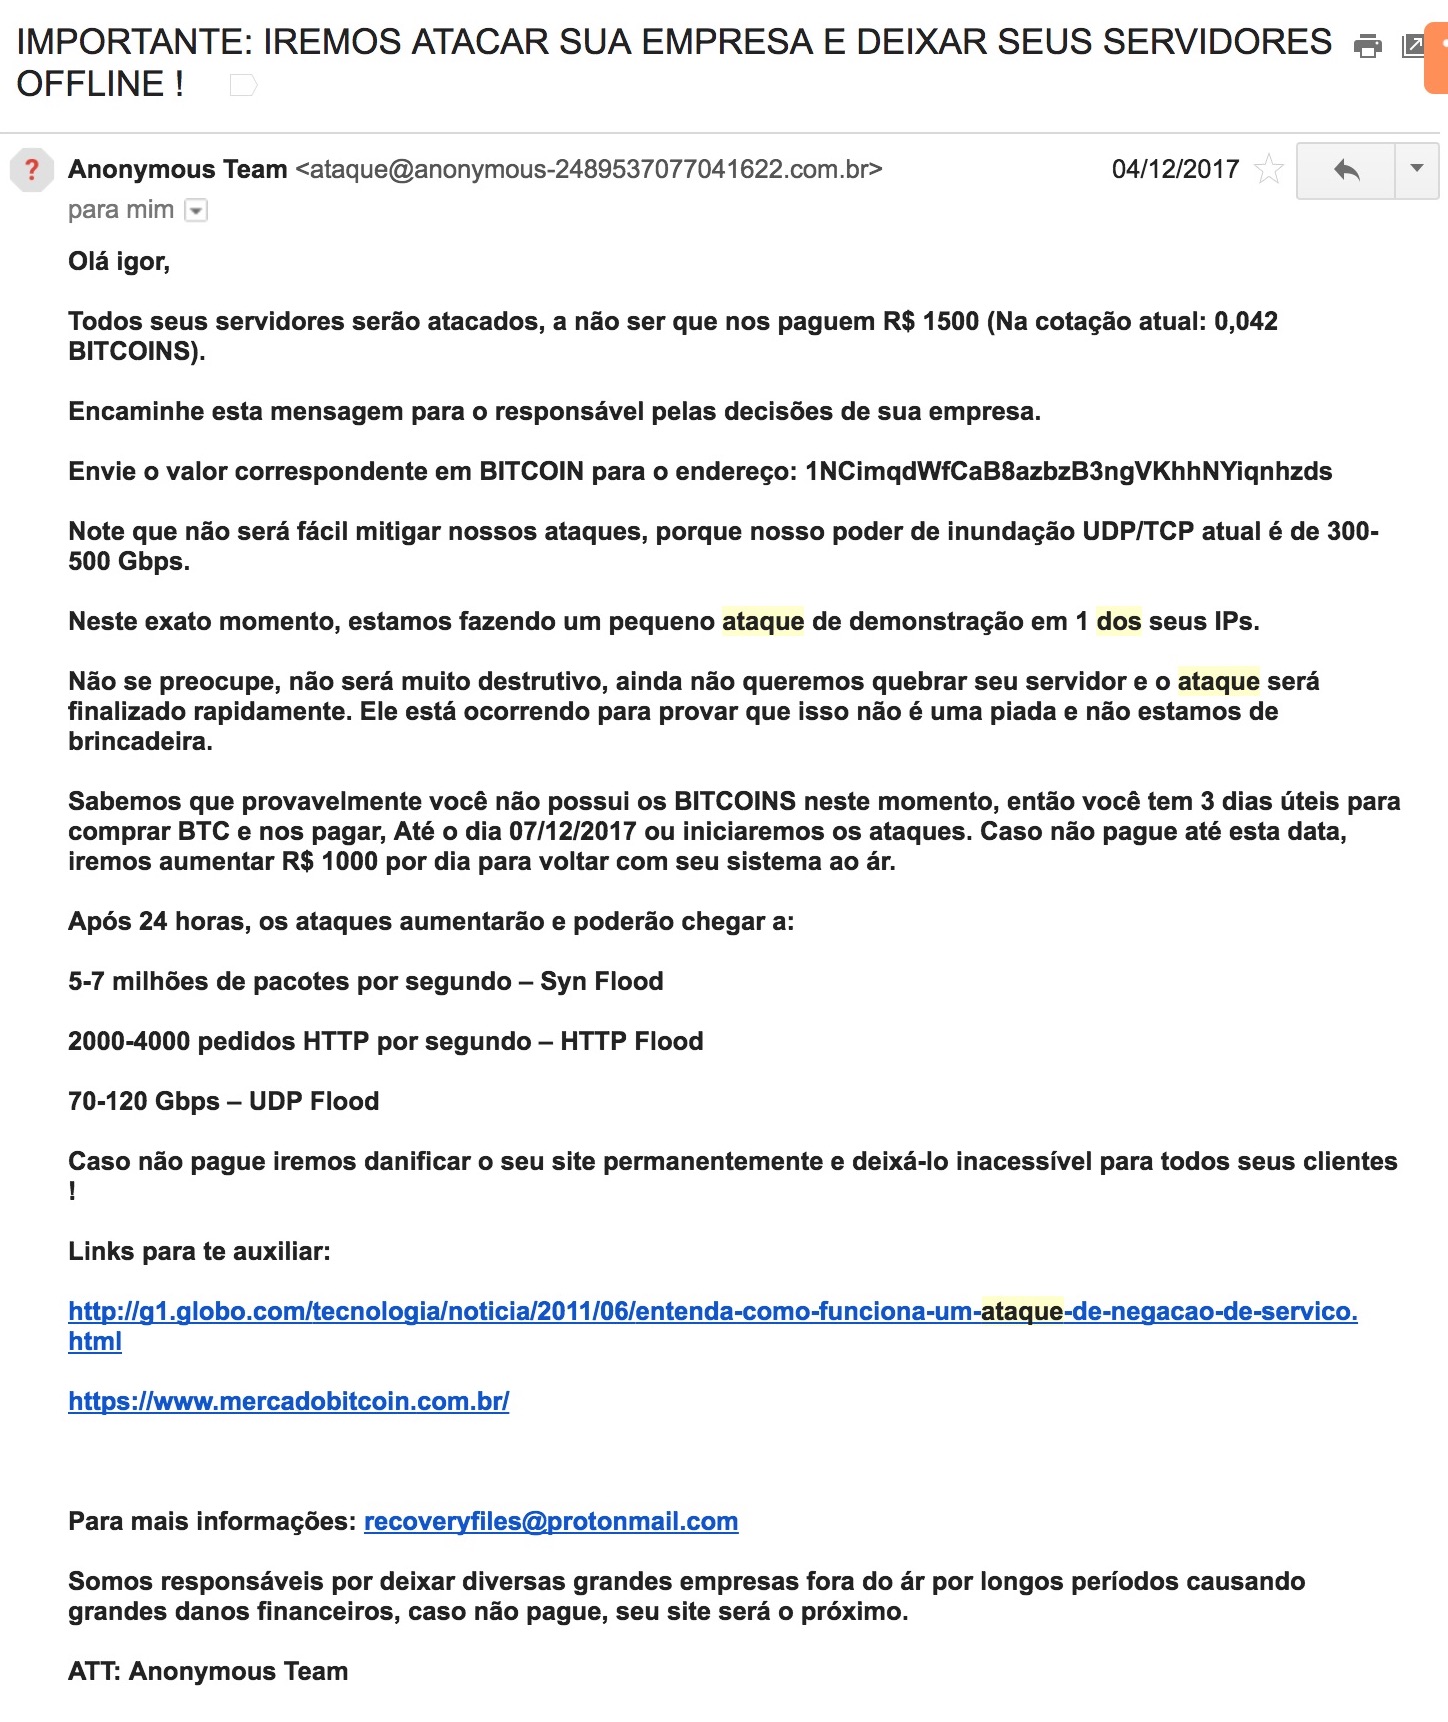 IMPORTANTE: IREMOS ATACAR SUA EMPRESA E DEIXAR SEUS SERVIDORES
OFFLINE !
Anonymous Team <ataque@anonymous-2489537077041622.com.br>
04/12/2017
para mim
Olá igor,
Todos seus servidores serão atacados, a não ser que nos paguem R$ 1500 (Na cotação atual: 0,042
BITCOINS).
Encaminhe esta mensagem para o responsável pelas decisões de sua empresa.
Envie o valor correspondente em BITCOIN para o endereço: 1NCimqdWfCaB8azbzB3ngVKhhNYiqnhzds
Note que não será fácil mitigar nossos ataques, porque nosso poder de inundação UDP/TCP atual é de 300-
500 Gbps.
Neste exato momento, estamos fazendo um pequeno ataque de demonstração em 1 dos seus IPs.
Não se preocupe, não será muito destrutivo, ainda não queremos quebrar seu servidor e o ataque será
finalizado rapidamente. Ele está ocorrendo para provar que isso não é uma piada e não estamos de
brincadeira.
Sabemos que provavelmente você não possui os BITCOINS neste momento, então você tem 3 dias úteis para
comprar BTC e nos pagar, Até o dia 07/12/2017 ou iniciaremos os ataques. Caso não pague até esta data,
iremos aumentar R$ 1000 por dia para voltar com seu sistema ao ár.
Após 24 horas, os ataques aumentarão e poderão chegar a:
5-7 milhões de pacotes por segundo – Syn Flood
2000-4000 pedidos HTTP por segundo – HTTP Flood
70-120 Gbps – UDP Flood
Caso não pague iremos danificar o seu site permanentemente e deixá-lo inacessível para todos seus clientes
!
Links para te auxiliar:
http://g1.globo.com/tecnologia/noticia/2011/06/entenda-como-funciona-um-ataque-de-negacao-de-servico.
html
https://www.mercadobitcoin.com.br/
Para mais informações: recoveryfiles@protonmail.com
Somos responsáveis por deixar diversas grandes empresas fora do ár por longos períodos causando
grandes danos financeiros, caso não pague, seu site será o próximo.
ATT: Anonymous Team